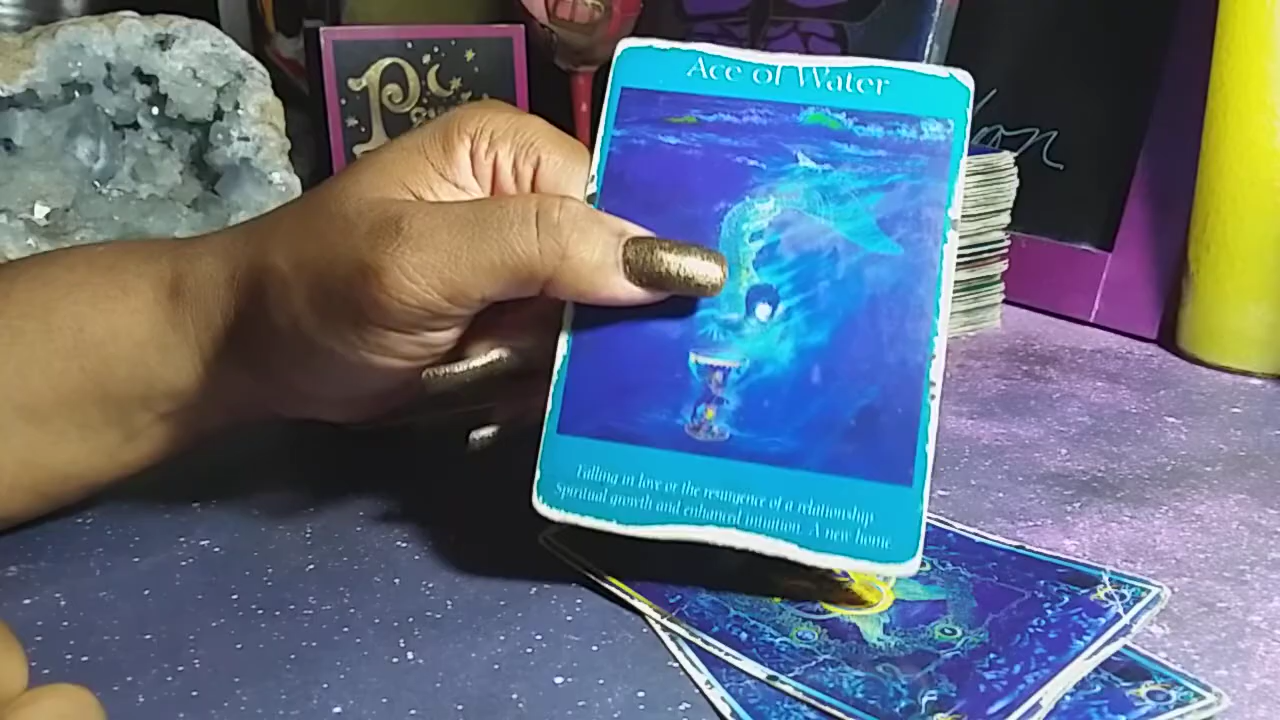 Ace of Water
Falling in love or the resurgence of a relationship.
Spiritual growth and enhanced intuition. A new home.